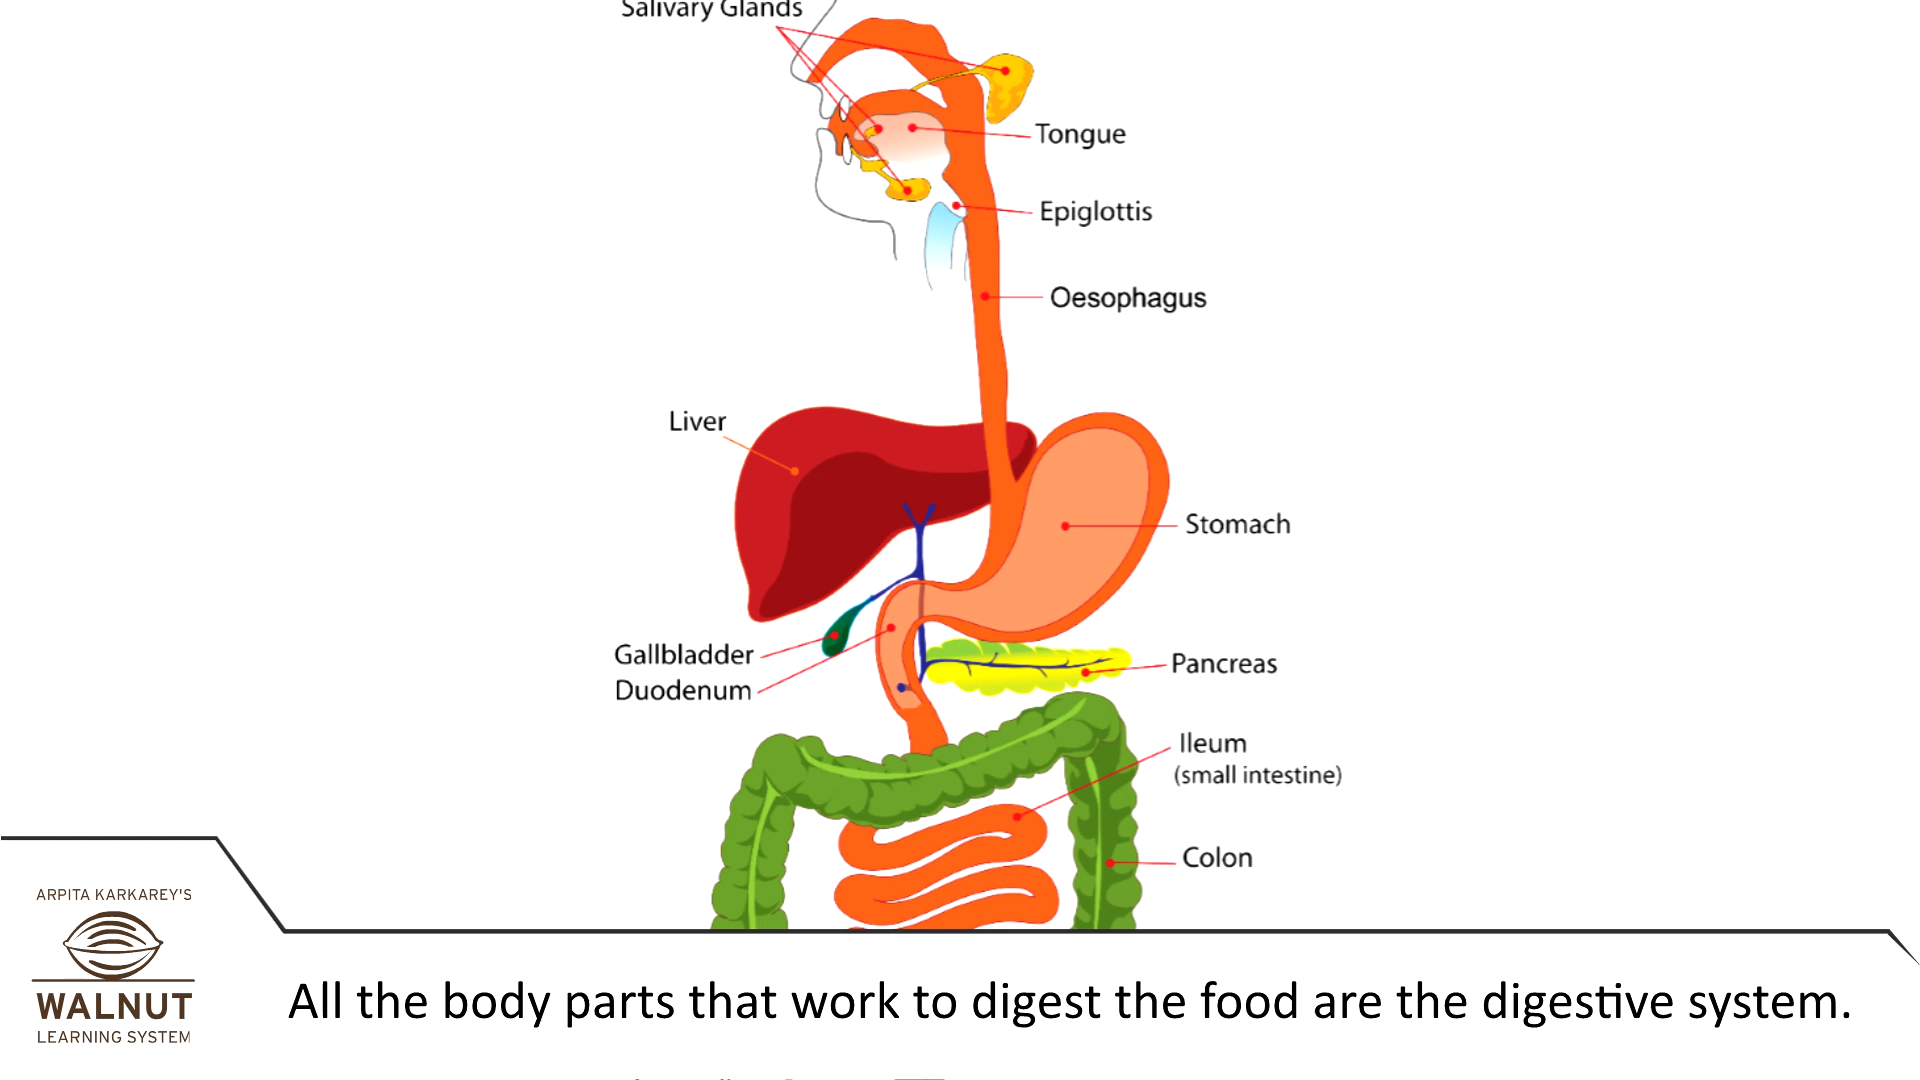 Salivary Glands
Tongue
Epiglottis
Oesophagus
Liver
Stomach
Gallbladder
Duodenum
Pancreas
Ileum
(small intestine)
Colon
ARPITA KARKAREY'S
WALNUT
LEARNING SYSTEM
All the body parts that work to digest the food are the digestive system.